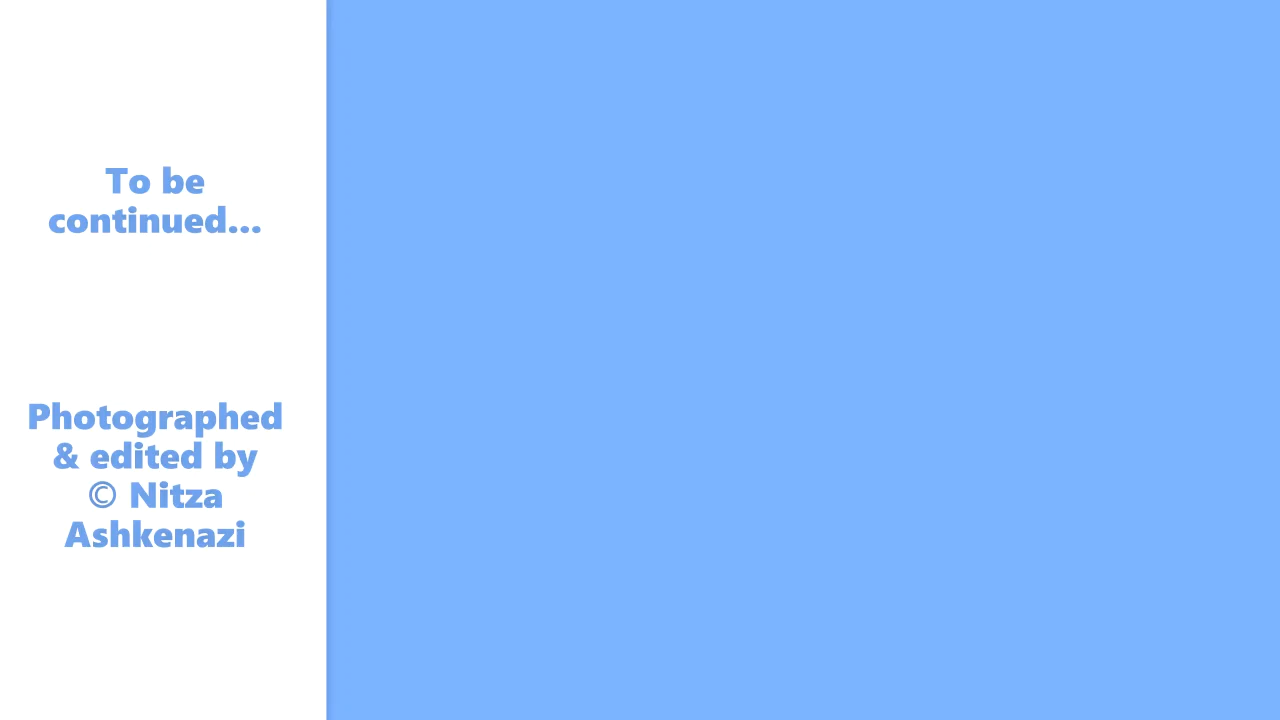 To be
continued...
Photographed
& edited by
© Nitza
Ashkenazi